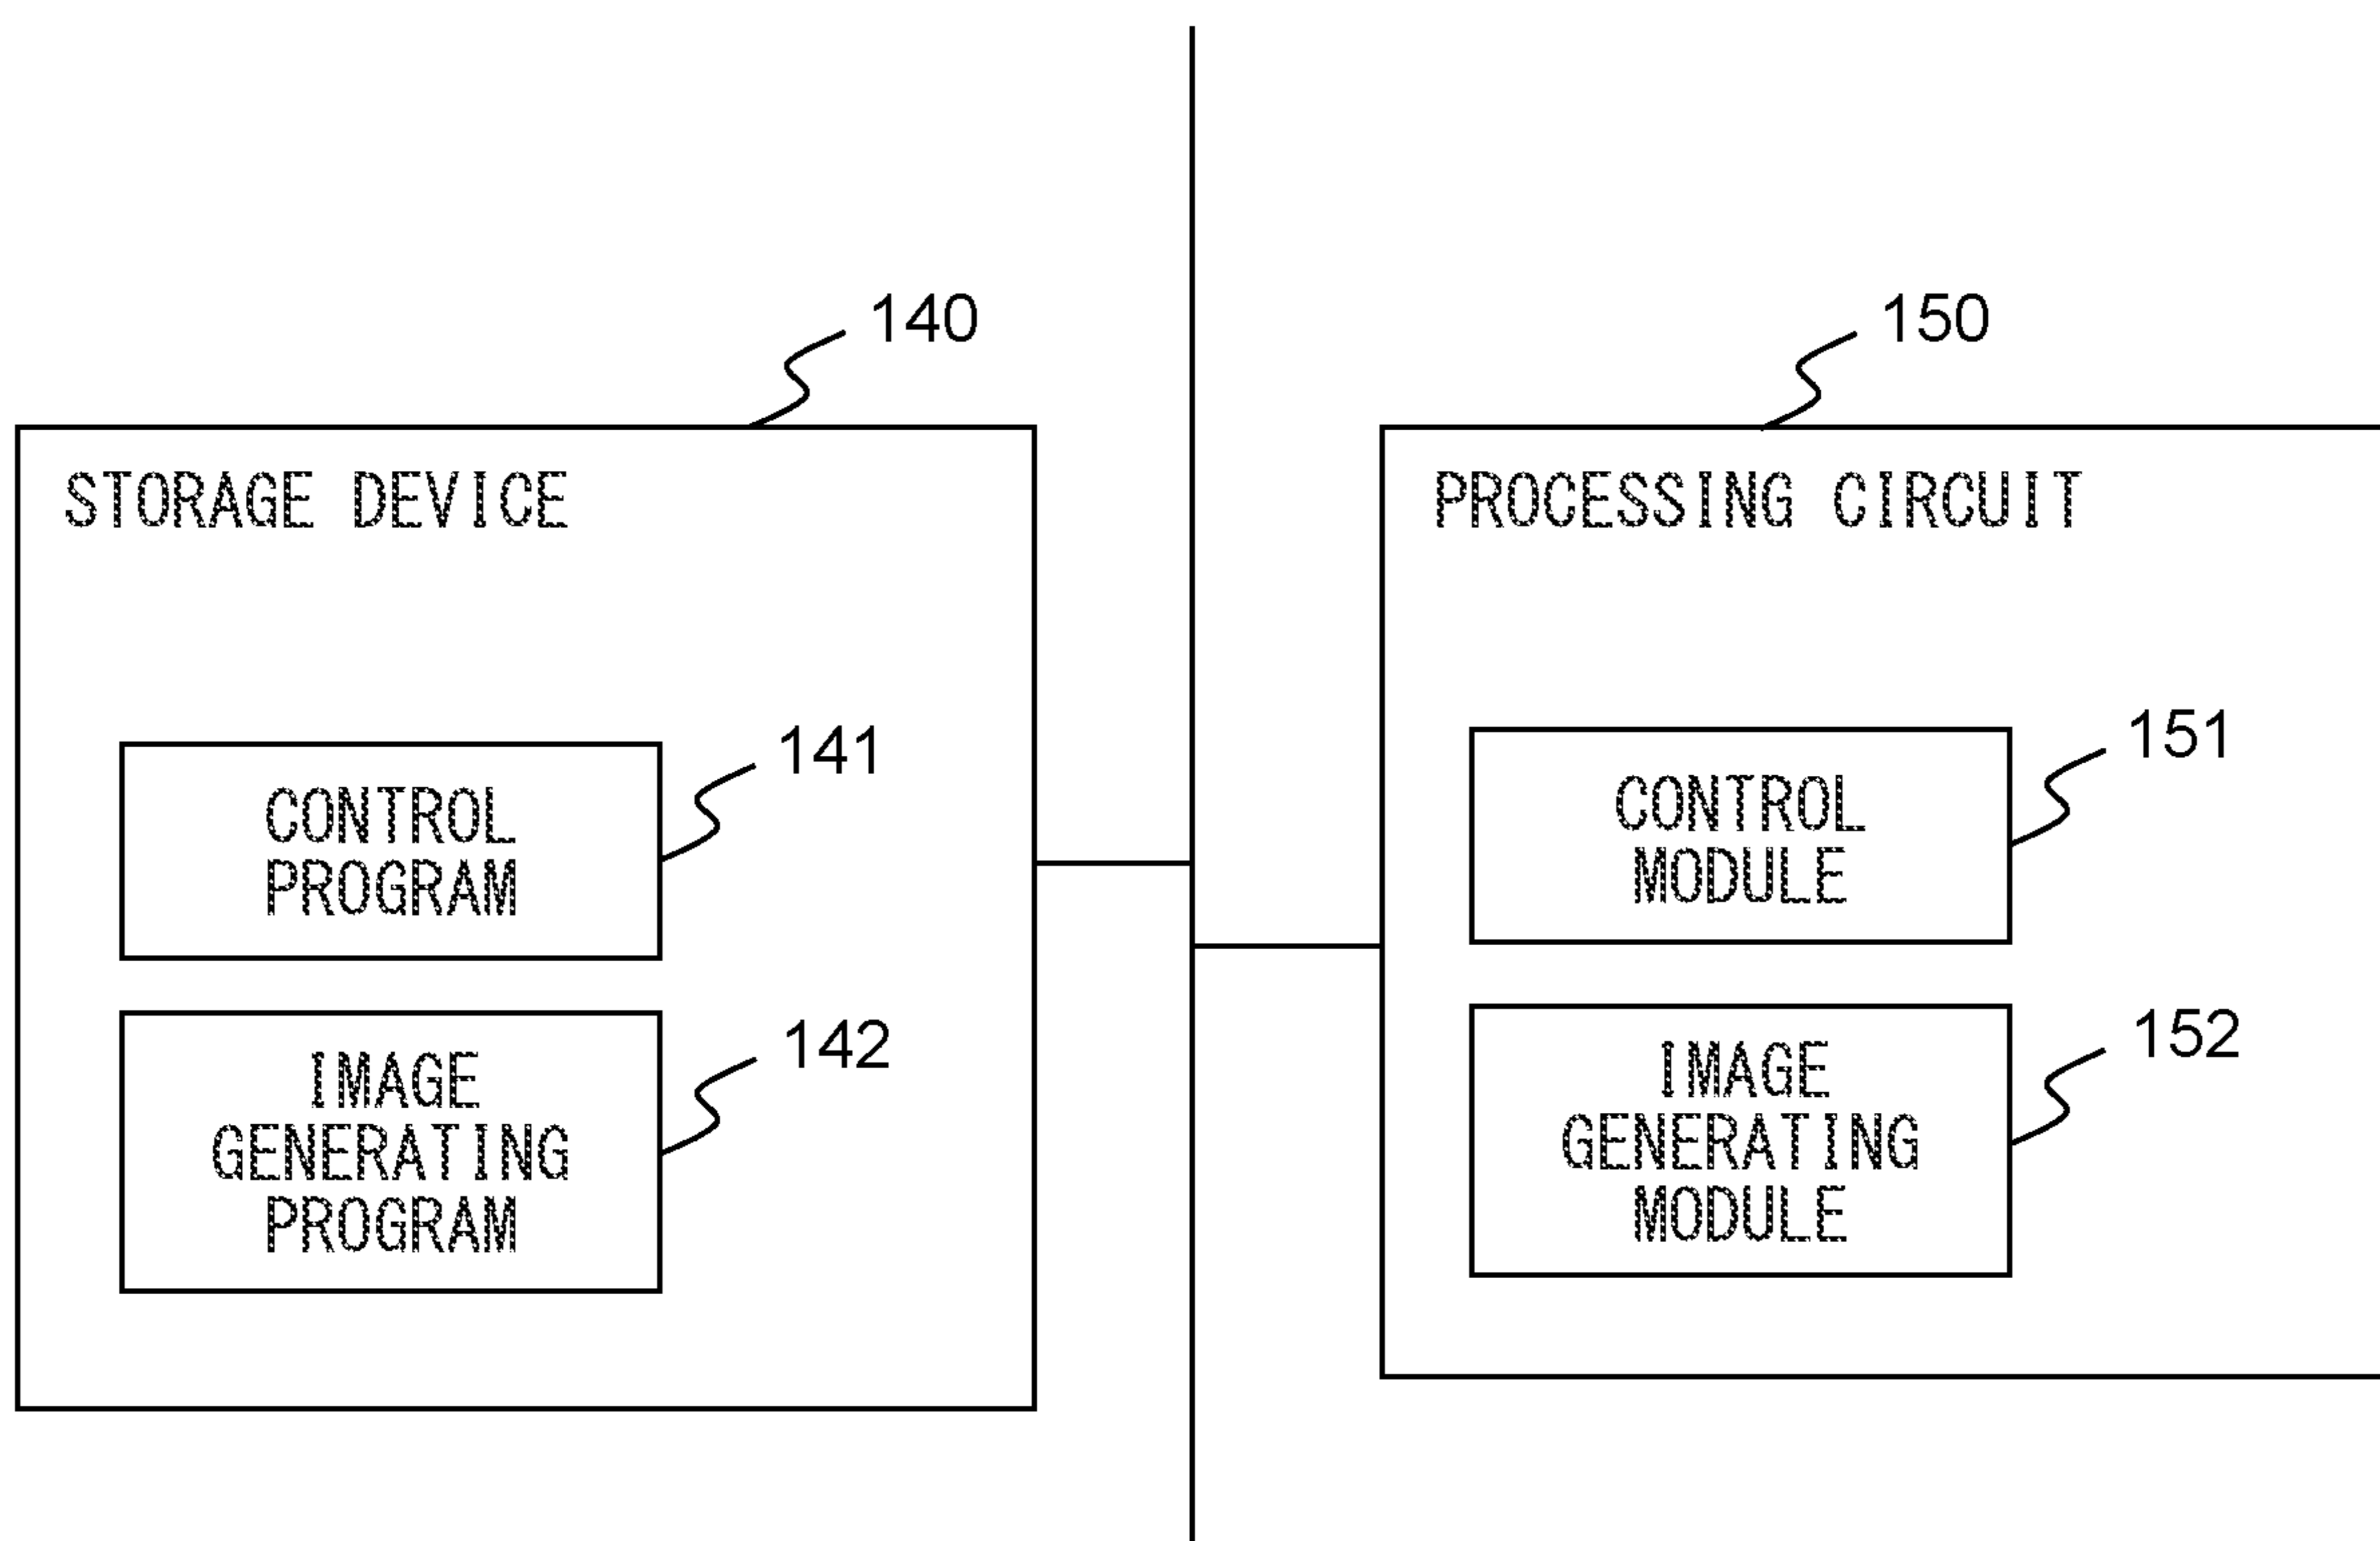 140
STORAGE DEVICE
141
CONTROL
PROGRAM
142
IMAGE
GENERATING
PROGRAM
150
PROCESSING CIRCUIT
151
CONTROL
MODULE
152
IMAGE
GENERATING
MODULE